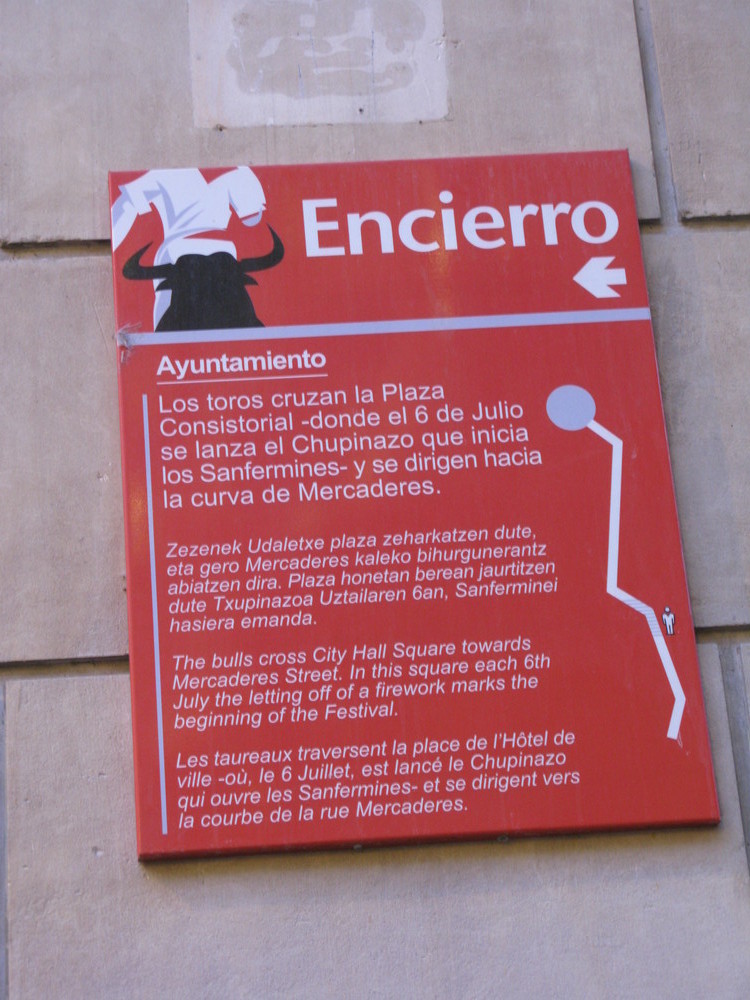 Encierro
Ayuntamiento
Los toros cruzan la Plaza
Consistorial -donde el 6 de Julio
se lanza el Chupinazo que inicia
los Sanfermines- y se dirigen hacia
la curva de Mercaderes.
Zezenek Udaletxe plaza zeharkatzen dute,
eta gero Mercaderes kaleko bihurgunerantz
abiatzen dira. Plaza honetan berean jaurtitzen
dute Txupinazoa Uztailaren 6an, Sanferminei
hasiera emanda.
The bulls cross City Hall Square towards
Mercaderes Street. In this square each 6th
July the letting off of a firework marks the
beginning of the Festival.
Les taureaux traversent la place de l'Hôtel de
ville -où, le 6 Juillet, est lancé le Chupinazo
qui ouvre les Sanfermines- et se dirigent vers
la courbe de la rue Mercaderes.